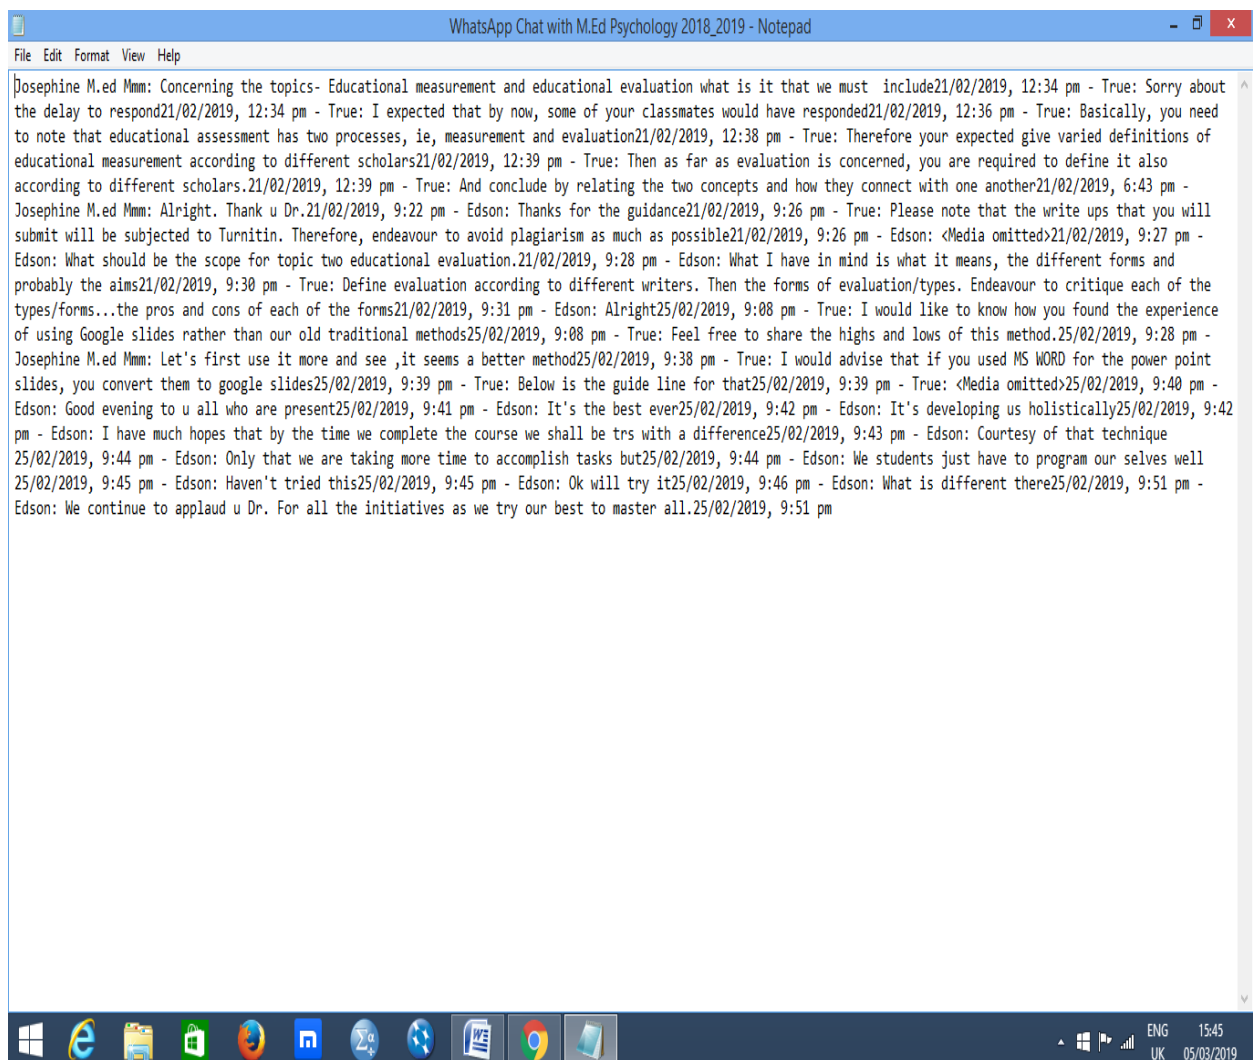 WhatsApp Chat with M.Ed Psychology 2018_2019 - Notepad
File Edit Format View Help
Josephine M.ed Mmm: Concerning the topics- Educational measurement and educational evaluation what is it that we must  include21/02/2019, 12:34 pm - True: Sorry about
the delay to respond21/02/2019, 12:34 pm - True: I expected that by now, some of your classmates would have responded21/02/2019, 12:36 pm - True: Basically, you need
to note that educational assessment has two processes, ie, measurement and evaluation21/02/2019, 12:38 pm - True: Therefore your expected give varied definitions of
educational measurement according to different scholars21/02/2019, 12:39 pm - True: Then as far as evaluation is concerned, you are required to define it also
according to different scholars.21/02/2019, 12:39 pm - True: And conclude by relating the two concepts and how they connect with one another21/02/2019, 6:43 pm -
Josephine M.ed Mmm: Alright. Thank u Dr.21/02/2019, 9:22 pm - Edson: Thanks for the guidance21/02/2019, 9:26 pm - True: Please note that the write ups that you will
submit will be subjected to Turnitin. Therefore, endeavour to avoid plagiarism as much as possible21/02/2019, 9:26 pm - Edson: <Media omitted>21/02/2019, 9:27 pm -
Edson: What should be the scope for topic two educational evaluation.21/02/2019, 9:28 pm - Edson: What I have in mind is what it means, the different forms and
probably the aims21/02/2019, 9:30 pm - True: Define evaluation according to different writers. Then the forms of evaluation/types. Endeavour to critique each of the
types/forms...the pros and cons of each of the forms21/02/2019, 9:31 pm - Edson: Alright25/02/2019, 9:08 pm - True: I would like to know how you found the experience
of using Google slides rather than our old traditional methods25/02/2019, 9:08 pm - True: Feel free to share the highs and lows of this method.25/02/2019, 9:28 pm -
Josephine M.ed Mmm: Let's first use it more and see ,it seems a better method25/02/2019, 9:38 pm - True: I would advise that if you used MS WORD for the power point
slides, you convert them to google slides25/02/2019, 9:39 pm - True: Below is the guide line for that25/02/2019, 9:39 pm - True: <Media omitted>25/02/2019, 9:40 pm -
Edson: Good evening to u all who are present25/02/2019, 9:41 pm - Edson: It's the best ever25/02/2019, 9:42 pm - Edson: It's developing us holistically25/02/2019, 9:42
pm - Edson: I have much hopes that by the time we complete the course we shall be trs with a difference25/02/2019, 9:43 pm - Edson: Courtesy of that technique
25/02/2019, 9:44 pm - Edson: Only that we are taking more time to accomplish tasks but25/02/2019, 9:44 pm - Edson: We students just have to program our selves well
25/02/2019, 9:45 pm - Edson: Haven't tried this25/02/2019, 9:45 pm - Edson: Ok will try it25/02/2019, 9:46 pm - Edson: What is different there25/02/2019, 9:51 pm -
Edson: We continue to applaud u Dr. For all the initiatives as we try our best to master all.25/02/2019, 9:51 pm
ENG 15:45
UK 05/03/2019